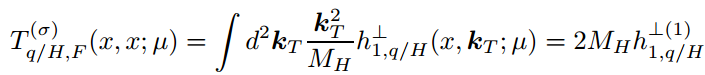 $T^{(\sigma)}_{q/H,F}(x,x;\mu) = \int d^2\boldsymbol{k}_T \frac{\boldsymbol{k}_T^2}{M_H} h^{\perp}_{1,q/H}(x,\boldsymbol{k}_T;\mu) = 2M_H h^{\perp(1)}_{1,q/H}$